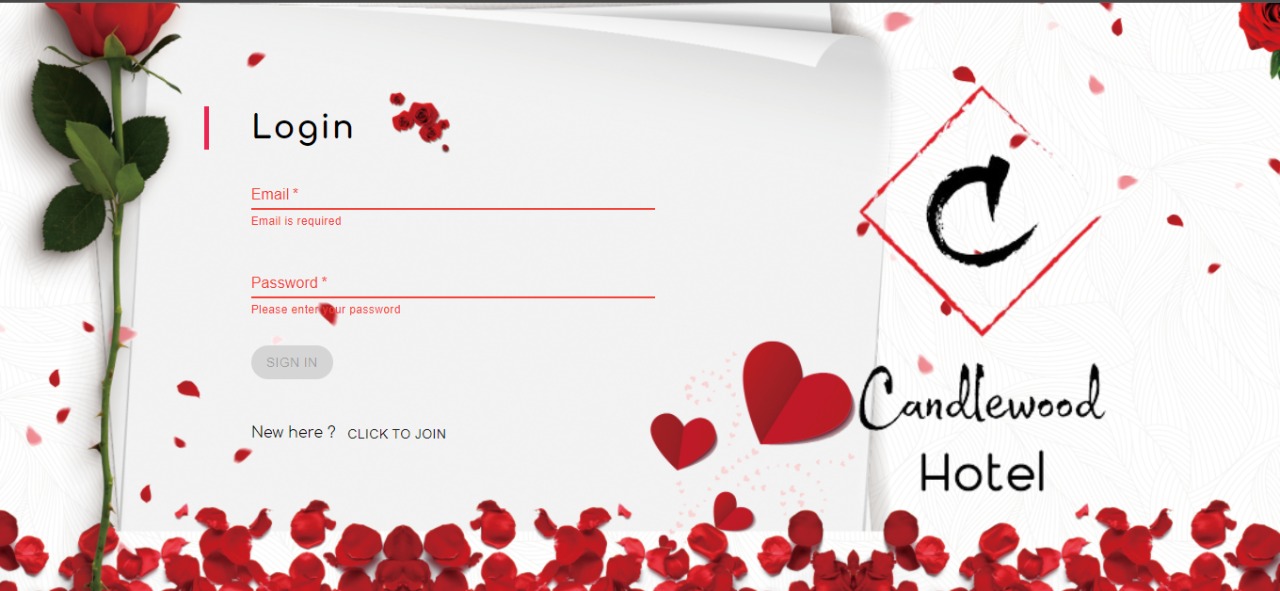 Login
Email *
Email is required
Password *
Please enter your password
SIGN IN
New here ? CLICK TO JOIN
C
Candlewood
Hotel